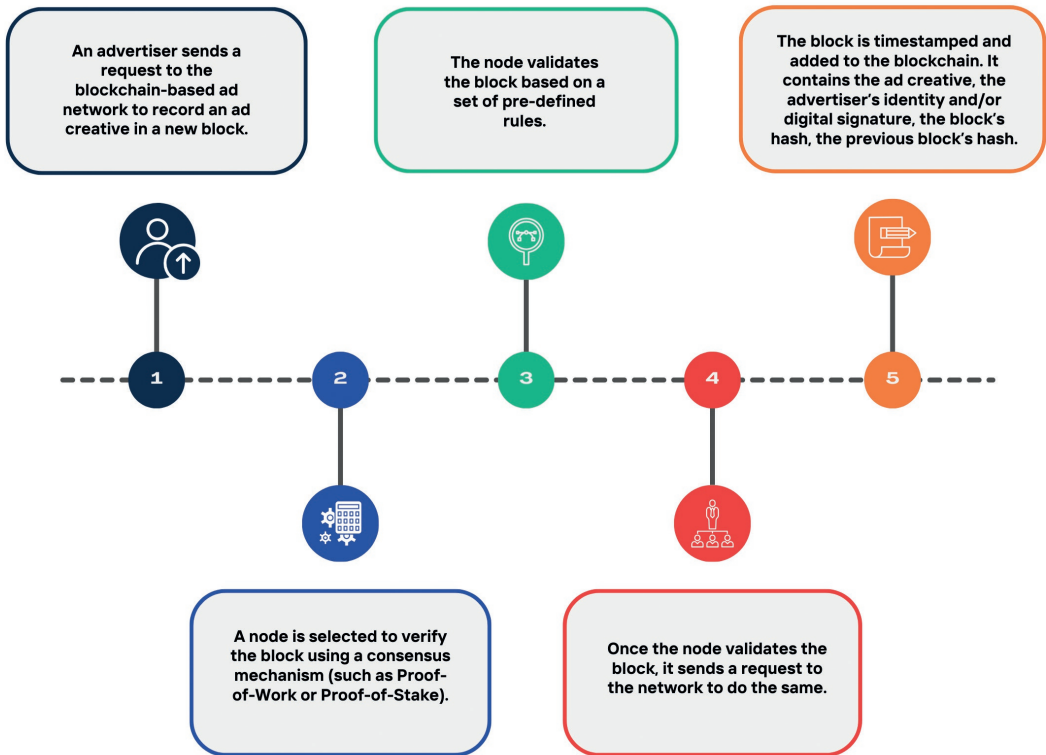 An advertiser sends a
request to the
blockchain-based ad
network to record an ad
creative in a new block.
The node validates
the block based on a
set of pre-defined
rules.
The block is timestamped and
added to the blockchain. It
contains the ad creative, the
advertiser's identity and/or
digital signature, the block's
hash, the previous block's hash.
1
2
3
4
5
A node is selected to verify
the block using a consensus
mechanism (such as Proof-
of-Work or Proof-of-Stake).
Once the node validates the
block, it sends a request to
the network to do the same.